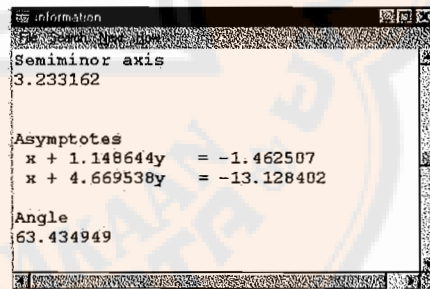 information
Semiminor axis
3.233162
Asymptotes
x + 1.148644y = -1.462507
x + 4.669538y = -13.128402
Angle
63.434949